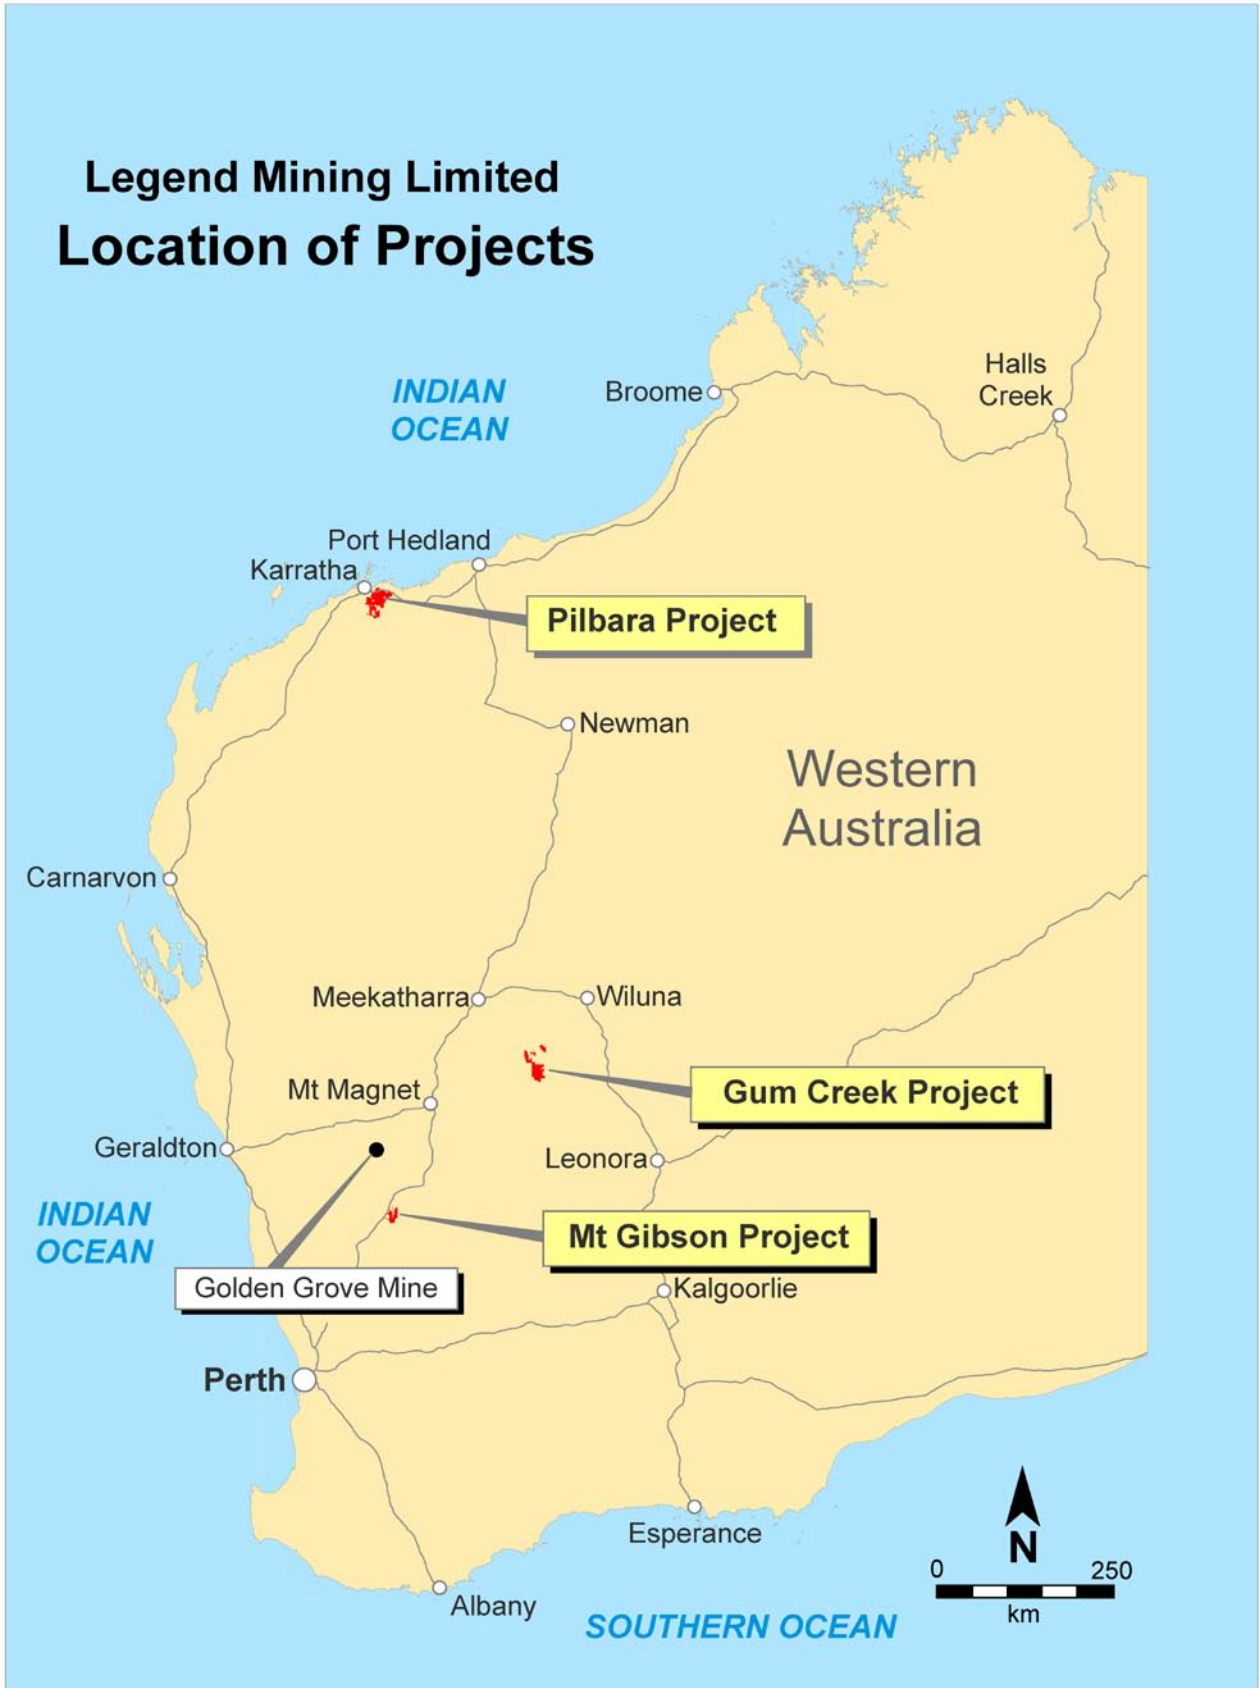 Legend Mining Limited
Location of Projects
INDIAN
OCEAN
Broome
Halls
Creek
Port Hedland
Karratha
Pilbara Project
Newman
Western
Australia
Carnarvon
Meekatharra
Wiluna
Gum Creek Project
Mt Magnet
Geraldton
Leonora
INDIAN
OCEAN
Mt Gibson Project
Golden Grove Mine
Kalgoorlie
Perth
Esperance
N
0 250
km
Albany
SOUTHERN OCEAN